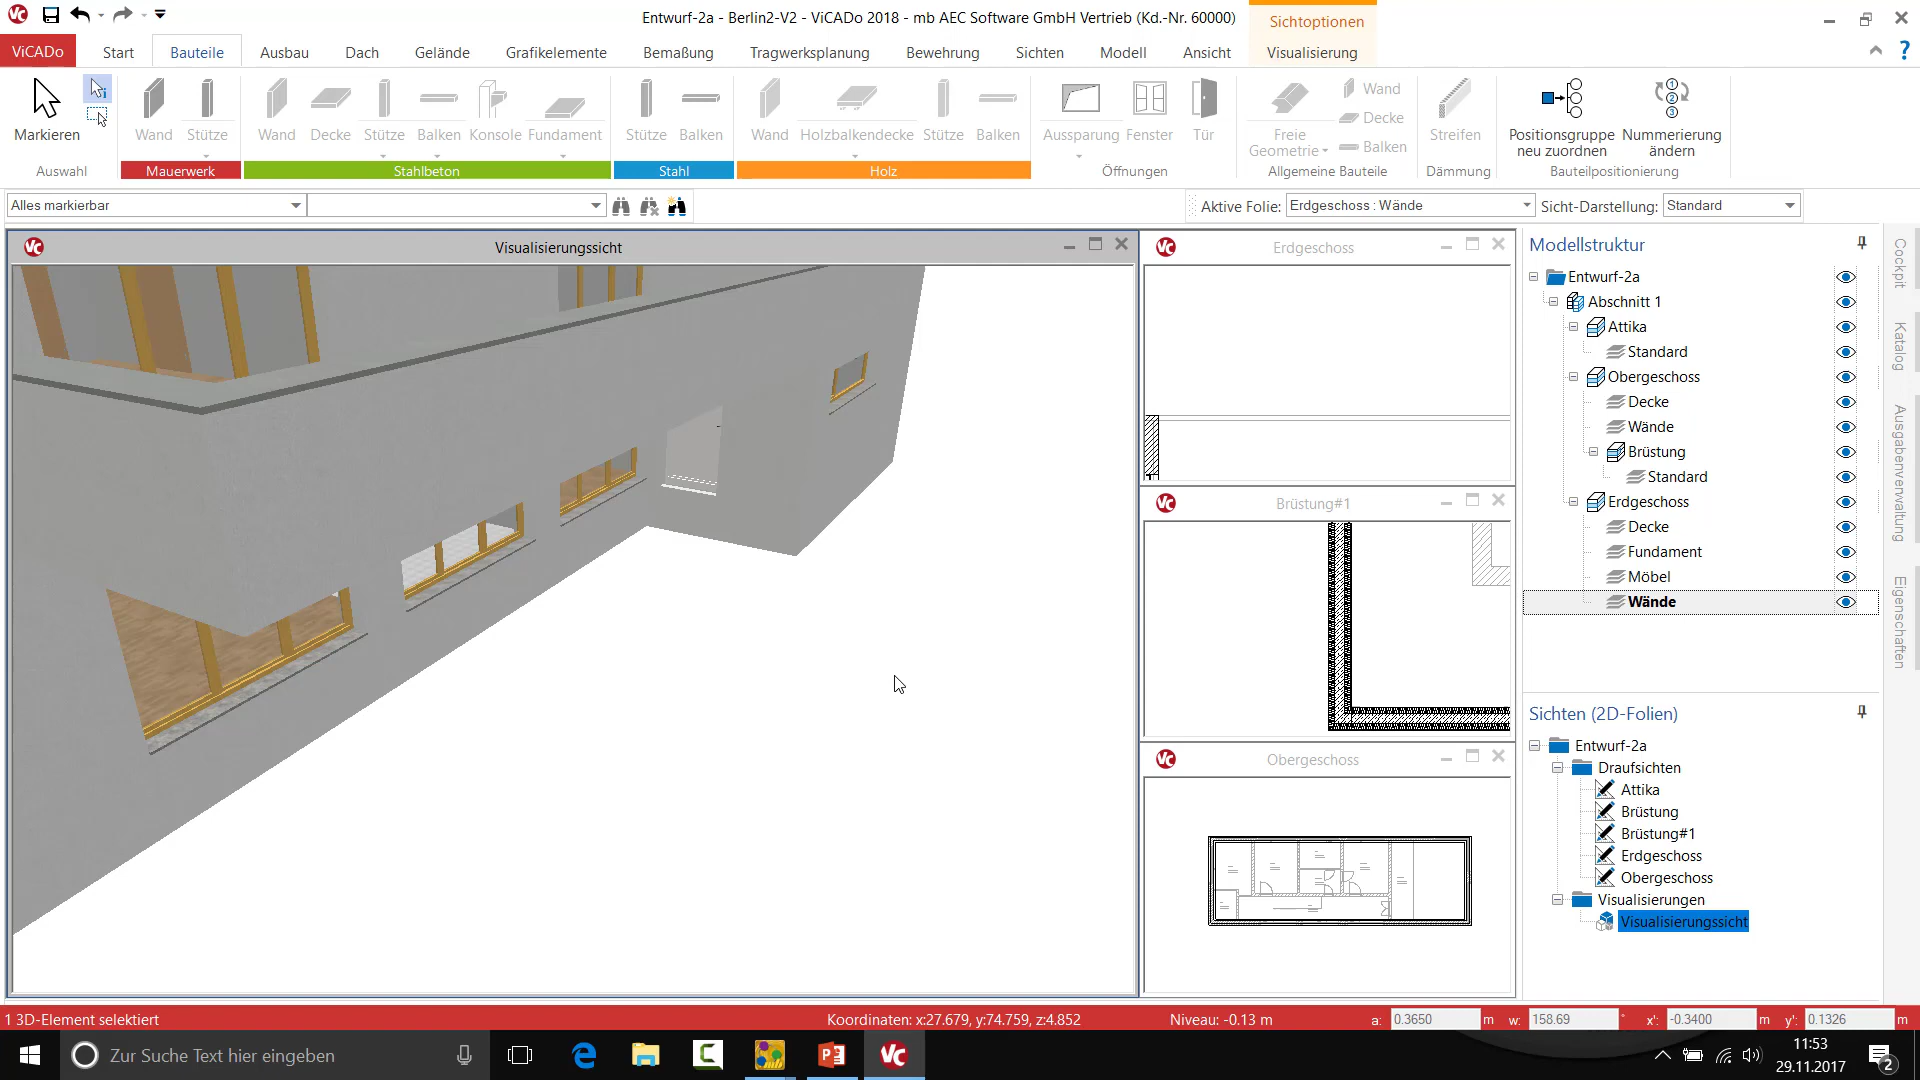 Entwurf-2a - Berlin2-V2 - ViCADo 2018 - mb AEC Software GmbH Vertrieb (Kd.-Nr. 60000)
Sichtoptionen
ViCADo Start Bauteile Ausbau Dach Gelände Grafikelemente Bemaßung Tragwerksplanung Bewehrung Sichten Modell Ansicht Visualisierung
Markieren
Auswahl
Wand Stütze
Mauerwerk
Wand Decke Stütze Balken Konsole Fundament
Stahlbeton
Stütze Balken
Stahl
Wand Holzbalkendecke Stütze Balken
Holz
Aussparung Fenster Tür
Öffnungen
Freie Geometrie
Wand
Decke
Balken
Allgemeine Bauteile
Streifen
Dämmung
Positionsgruppe neu zuordnen
Nummerierung ändern
Bauteilpositionierung
Alles markierbar
Aktive Folie: Erdgeschoss : Wände
Sicht-Darstellung: Standard
Visualisierungssicht
Erdgeschoss
Brüstung#1
Obergeschoss
Modellstruktur
Entwurf-2a
Abschnitt 1
Attika
Standard
Obergeschoss
Decke
Wände
Brüstung
Standard
Erdgeschoss
Decke
Fundament
Möbel
Wände
Sichten (2D-Folien)
Entwurf-2a
Draufsichten
Attika
Brüstung
Brüstung#1
Erdgeschoss
Obergeschoss
Visualisierungen
Visualisierungssicht
Cockpit
Katalog
Ausgabenverwaltung
Eigenschaften
1 3D-Element selektiert
Koordinaten: x:27.679, y:74.759, z:4.852
Niveau: -0.13 m
a: 0.3650 m w: 158.69 ° x': -0.3400 m y': 0.1326 m
Zur Suche Text hier eingeben
11:53
29.11.2017
2